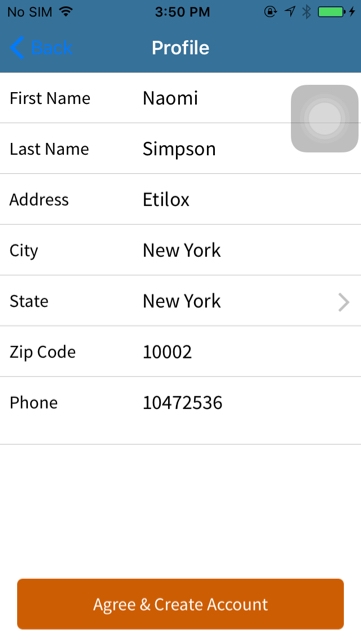 No SIM 3:50 PM
Back Profile
First Name Naomi
Last Name Simpson
Address Etilox
City New York
State New York
Zip Code 10002
Phone 10472536
Agree & Create Account